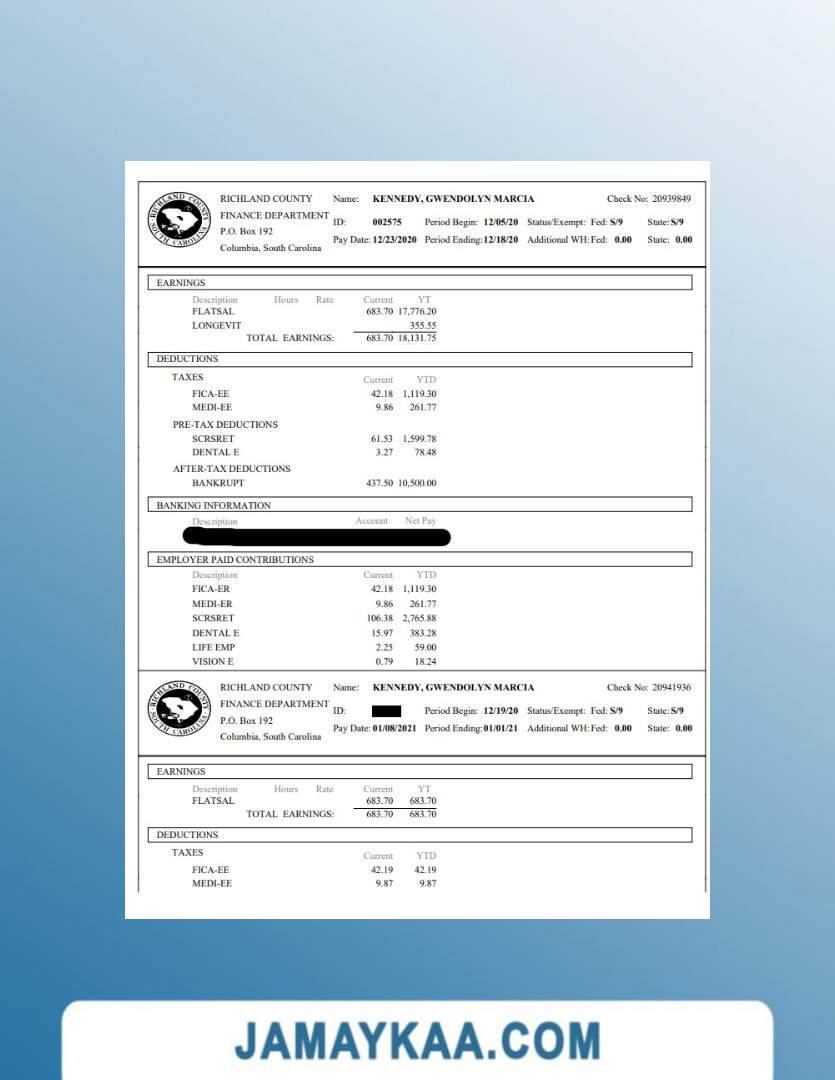 RICHLAND COUNTY Name: KENNEDY, GWENDOLYN MARCIA Check No: 20939849
FINANCE DEPARTMENT ID: 002575 Period Begin: 12/05/20 Status/Exempt: Fed: S/9 State: S/9
P.O. Box 192
Columbia, South Carolina Pay Date: 12/23/2020 Period Ending: 12/18/20 Additional WH: Fed: 0.00 State: 0.00
RICHLAND COUNTY SOUTH CAROLINA
EARNINGS
Description Hours Rate Current YT
FLATSAL 683.70 17,776.20
LONGEVIT 355.55
TOTAL EARNINGS: 683.70 18,131.75
DEDUCTIONS
TAXES Current YTD
FICA-EE 42.18 1,119.30
MEDI-EE 9.86 261.77
PRE-TAX DEDUCTIONS
SCRSRET 61.53 1,599.78
DENTAL E 3.27 78.48
AFTER-TAX DEDUCTIONS
BANKRUPT 437.50 10,500.00
BANKING INFORMATION
Description Account Net Pay
EMPLOYER PAID CONTRIBUTIONS
Description Current YTD
FICA-ER 42.18 1,119.30
MEDI-ER 9.86 261.77
SCRSRET 106.38 2,765.88
DENTAL E 15.97 383.28
LIFE EMP 2.25 59.00
VISION E 0.79 18.24
RICHLAND COUNTY Name: KENNEDY, GWENDOLYN MARCIA Check No: 20941936
FINANCE DEPARTMENT ID: Period Begin: 12/19/20 Status/Exempt: Fed: S/9 State: S/9
P.O. Box 192
Columbia, South Carolina Pay Date: 01/08/2021 Period Ending: 01/01/21 Additional WH: Fed: 0.00 State: 0.00
RICHLAND COUNTY SOUTH CAROLINA
EARNINGS
Description Hours Rate Current YT
FLATSAL 683.70 683.70
TOTAL EARNINGS: 683.70 683.70
DEDUCTIONS
TAXES Current YTD
FICA-EE 42.19 42.19
MEDI-EE 9.87 9.87
JAMAYKAA.COM